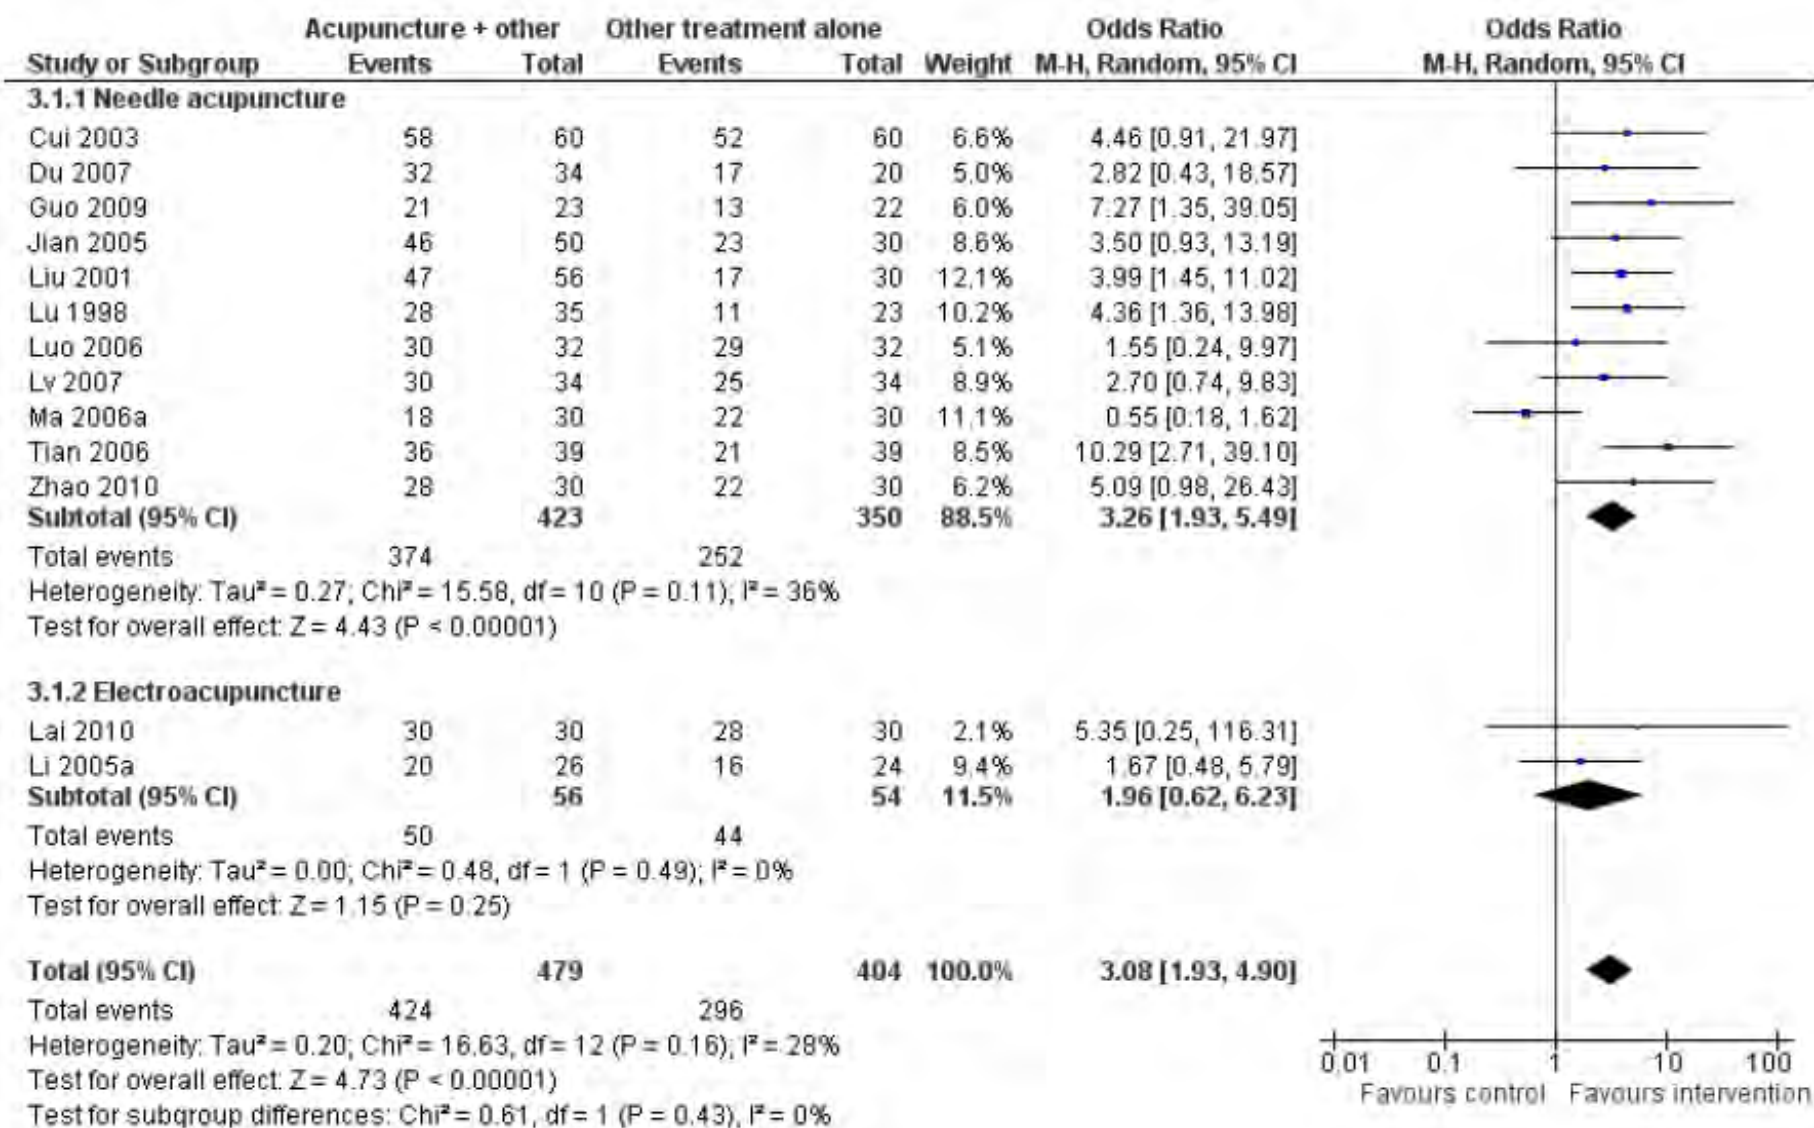 Acupuncture + other Other treatment alone Odds Ratio Odds Ratio
Study or Subgroup Events Total Events Total Weight M-H, Random, 95% CI M-H, Random, 95% CI
3.1.1 Needle acupuncture
Cui 2003 58 60 52 60 6.6% 4.46 [0.91, 21.97]
Du 2007 32 34 17 20 5.0% 2.82 [0.43, 18.57]
Guo 2009 21 23 13 22 6.0% 7.27 [1.35, 39.05]
Jian 2005 46 50 23 30 8.6% 3.50 [0.93, 13.19]
Liu 2001 47 56 17 30 12.1% 3.99 [1.45, 11.02]
Lu 1998 28 35 11 23 10.2% 4.36 [1.36, 13.98]
Luo 2006 30 32 29 32 5.1% 1.55 [0.24, 9.97]
Lv 2007 30 34 25 34 8.9% 2.70 [0.74, 9.83]
Ma 2006a 18 30 22 30 11.1% 0.55 [0.18, 1.62]
Tian 2006 36 39 21 39 8.5% 10.29 [2.71, 39.10]
Zhao 2010 28 30 22 30 6.2% 5.09 [0.98, 26.43]
Subtotal (95% CI) 423 350 88.5% 3.26 [1.93, 5.49]
Total events 374 252
Heterogeneity: Tau² = 0.27; Chi² = 15.58, df = 10 (P = 0.11); I² = 36%
Test for overall effect: Z = 4.43 (P < 0.00001)
3.1.2 Electroacupuncture
Lai 2010 30 30 28 30 2.1% 5.35 [0.25, 116.31]
Li 2005a 20 26 16 24 9.4% 1.67 [0.48, 5.79]
Subtotal (95% CI) 56 54 11.5% 1.96 [0.62, 6.23]
Total events 50 44
Heterogeneity: Tau² = 0.00; Chi² = 0.48, df = 1 (P = 0.49); I² = 0%
Test for overall effect: Z = 1.15 (P = 0.25)
Total (95% CI) 479 404 100.0% 3.08 [1.93, 4.90]
Total events 424 296
Heterogeneity: Tau² = 0.20; Chi² = 16.63, df = 12 (P = 0.16); I² = 28%
Test for overall effect: Z = 4.73 (P < 0.00001)
Test for subgroup differences: Chi² = 0.61, df = 1 (P = 0.43), I² = 0%
0.01 0.1 1 10 100
Favours control Favours intervention